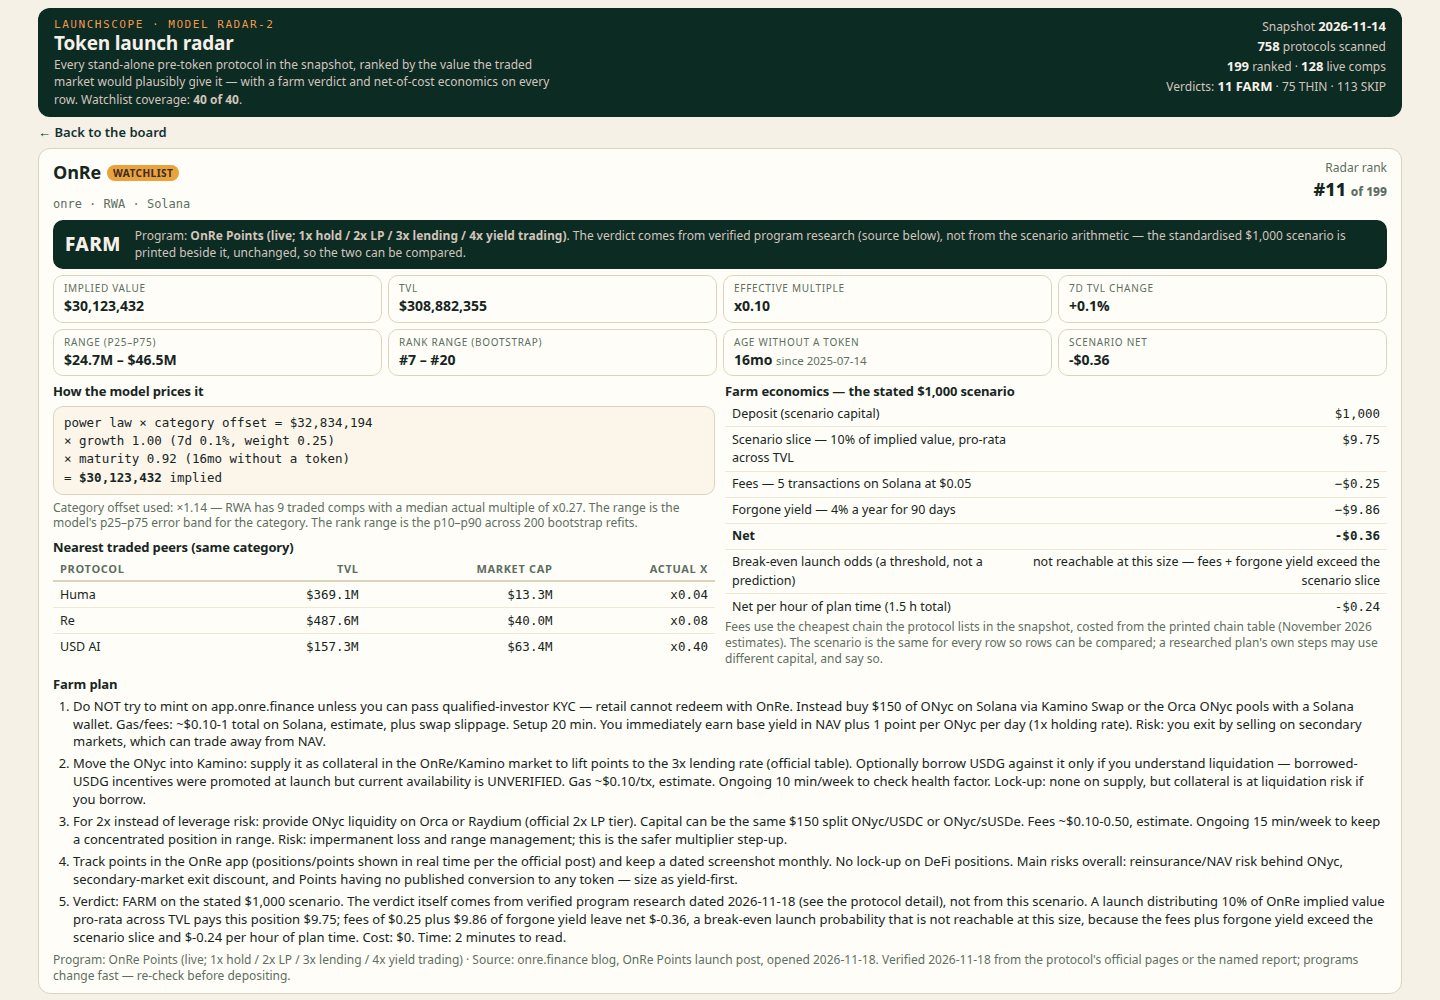 LAUNCHSCOPE · MODEL RADAR-2
Token launch radar
Every stand-alone pre-token protocol in the snapshot, ranked by the value the traded
market would plausibly give it — with a farm verdict and net-of-cost economics on every
row. Watchlist coverage: 40 of 40.
Snapshot 2026-11-14
758 protocols scanned
199 ranked · 128 live comps
Verdicts: 11 FARM · 75 THIN · 113 SKIP
← Back to the board
OnRe WATCHLIST
onre · RWA · Solana
Radar rank
#11 of 199
FARM
Program: OnRe Points (live; 1x hold / 2x LP / 3x lending / 4x yield trading). The verdict comes from verified program research (source below), not from the scenario arithmetic — the standardised $1,000 scenario is
printed beside it, unchanged, so the two can be compared.
IMPLIED VALUE
$30,123,432
TVL
$308,882,355
EFFECTIVE MULTIPLE
x0.10
7D TVL CHANGE
+0.1%
RANGE (P25–P75)
$24.7M – $46.5M
RANK RANGE (BOOTSTRAP)
#7 – #20
AGE WITHOUT A TOKEN
16mo since 2025-07-14
SCENARIO NET
-$0.36
How the model prices it
power law × category offset = $32,834,194
× growth 1.00 (7d 0.1%, weight 0.25)
× maturity 0.92 (16mo without a token)
= $30,123,432 implied
Category offset used: ×1.14 — RWA has 9 traded comps with a median actual multiple of x0.27. The range is the
model's p25–p75 error band for the category. The rank range is the p10–p90 across 200 bootstrap refits.
Nearest traded peers (same category)
PROTOCOL TVL MARKET CAP ACTUAL X
Huma $369.1M $13.3M x0.04
Re $487.6M $40.0M x0.08
USD AI $157.3M $63.4M x0.40
Farm economics — the stated $1,000 scenario
Deposit (scenario capital) $1,000
Scenario slice — 10% of implied value, pro-rata $9.75
across TVL
Fees — 5 transactions on Solana at $0.05 −$0.25
Forgone yield — 4% a year for 90 days −$9.86
Net -$0.36
Break-even launch odds (a threshold, not a not reachable at this size — fees + forgone yield exceed the
prediction) scenario slice
Net per hour of plan time (1.5 h total) -$0.24
Fees use the cheapest chain the protocol lists in the snapshot, costed from the printed chain table (November 2026
estimates). The scenario is the same for every row so rows can be compared; a researched plan's own steps may use
different capital, and say so.
Farm plan
1. Do NOT try to mint on app.onre.finance unless you can pass qualified-investor KYC — retail cannot redeem with OnRe. Instead buy $150 of ONyc on Solana via Kamino Swap or the Orca ONyc pools with a Solana
wallet. Gas/fees: ~$0.10-1 total on Solana, estimate, plus swap slippage. Setup 20 min. You immediately earn base yield in NAV plus 1 point per ONyc per day (1x holding rate). Risk: you exit by selling on secondary
markets, which can trade away from NAV.
2. Move the ONyc into Kamino: supply it as collateral in the OnRe/Kamino market to lift points to the 3x lending rate (official table). Optionally borrow USDG against it only if you understand liquidation — borrowed-
USDG incentives were promoted at launch but current availability is UNVERIFIED. Gas ~$0.10/tx, estimate. Ongoing 10 min/week to check health factor. Lock-up: none on supply, but collateral is at liquidation risk if
you borrow.
3. For 2x instead of leverage risk: provide ONyc liquidity on Orca or Raydium (official 2x LP tier). Capital can be the same $150 split ONyc/USDC or ONyc/sUSDe. Fees ~$0.10-0.50, estimate. Ongoing 15 min/week to keep
a concentrated position in range. Risk: impermanent loss and range management; this is the safer multiplier step-up.
4. Track points in the OnRe app (positions/points shown in real time per the official post) and keep a dated screenshot monthly. No lock-up on DeFi positions. Main risks overall: reinsurance/NAV risk behind ONyc,
secondary-market exit discount, and Points having no published conversion to any token — size as yield-first.
5. Verdict: FARM on the stated $1,000 scenario. The verdict itself comes from verified program research dated 2026-11-18 (see the protocol detail), not from this scenario. A launch distributing 10% of OnRe implied value
pro-rata across TVL pays this position $9.75; fees of $0.25 plus $9.86 of forgone yield leave net $-0.36, a break-even launch probability that is not reachable at this size, because the fees plus forgone yield exceed the
scenario slice and $-0.24 per hour of plan time. Cost: $0. Time: 2 minutes to read.
Program: OnRe Points (live; 1x hold / 2x LP / 3x lending / 4x yield trading) · Source: onre.finance blog, OnRe Points launch post, opened 2026-11-18. Verified 2026-11-18 from the protocol's official pages or the named report; programs
change fast — re-check before depositing.